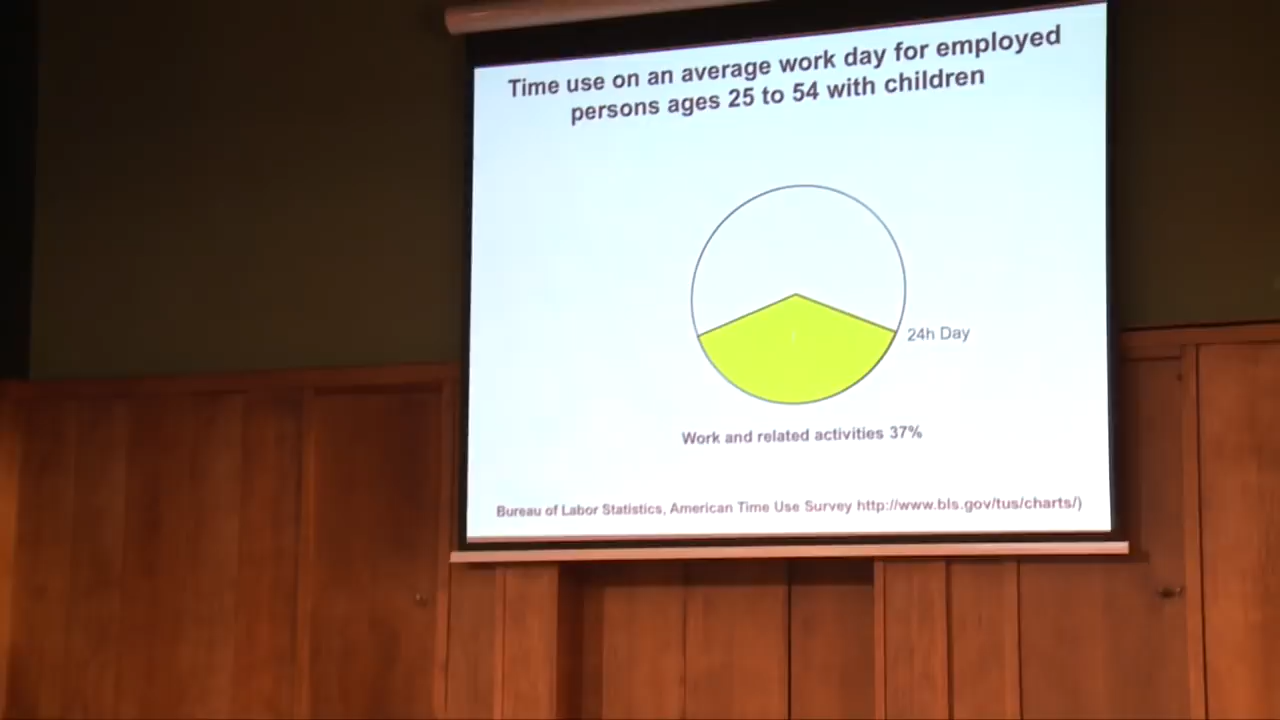 Time use on an average work day for employed
persons ages 25 to 54 with children
24h Day
Work and related activities 37%
Bureau of Labor Statistics, American Time Use Survey http://www.bls.gov/tus/charts/)